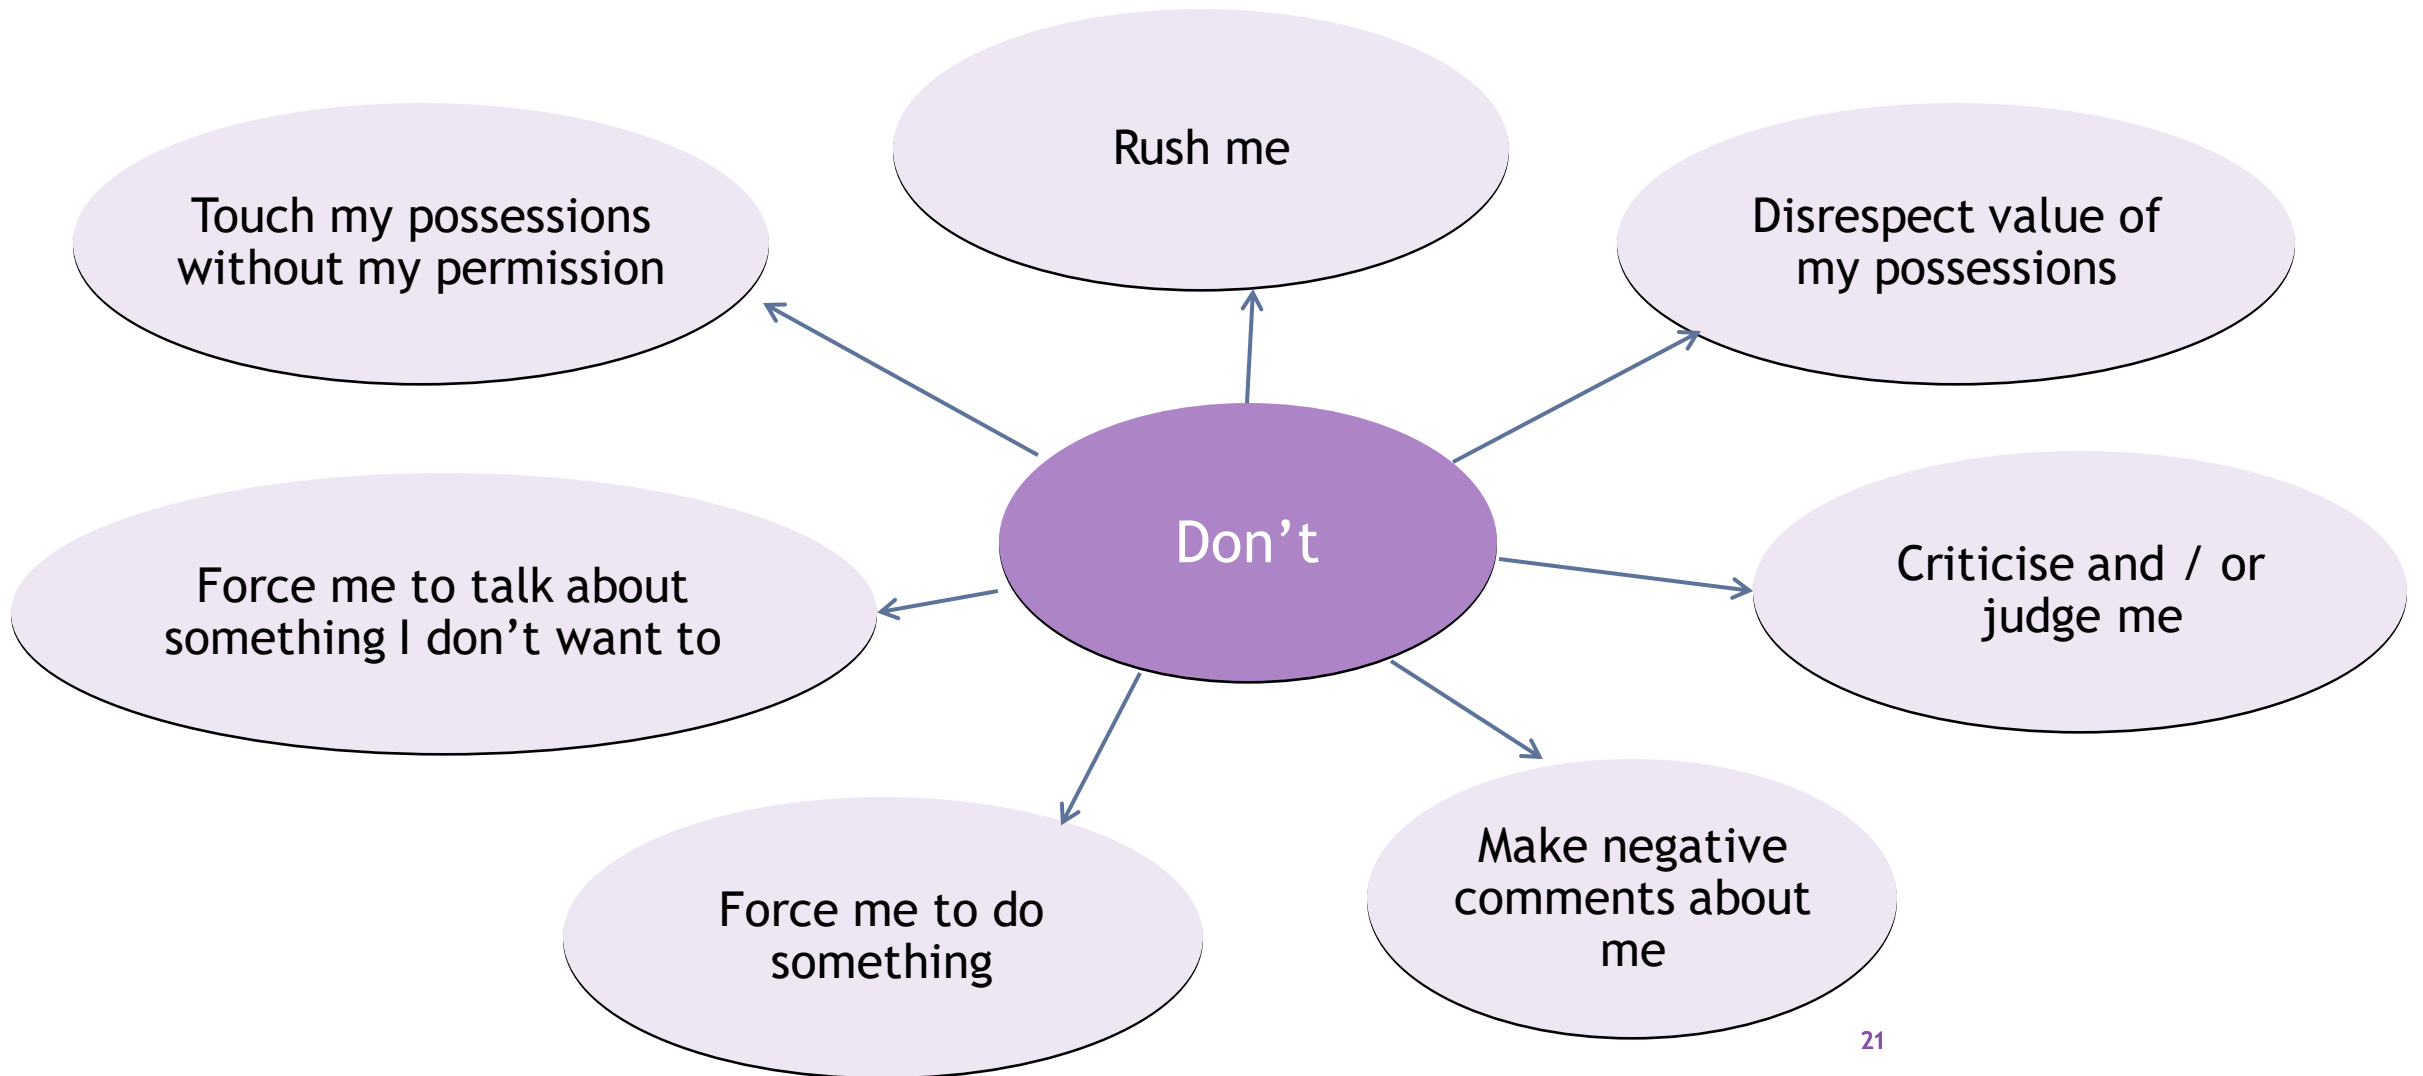 Rush me
Touch my possessions
without my permission
Disrespect value of
my possessions
Don’t
Criticise and / or
judge me
Force me to talk about
something I don’t want to
Make negative
comments about
me
Force me to do
something
21